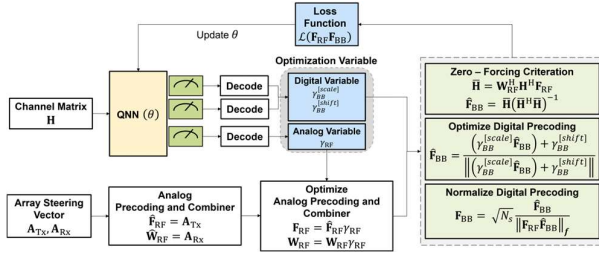 Loss
Function
ℒ(F_RF F_BB)
Update θ
Optimization Variable
Channel Matrix
H
QNN (θ)
Decode
Decode
Decode
Digital Variable
γ_BB^[scale]
γ_BB^[shift]
Analog Variable
γ_RF
Zero – Forcing Criteration
H̄ = W_RF^H H^H F̂_RF
F̂_BB = H̄(H̄^H H̄)^−1
Optimize Digital Precoding
F̂_BB = ((γ_BB^[scale] F̂_BB) + γ_BB^[shift]) / ‖(γ_BB^[scale] F̂_BB) + γ_BB^[shift]‖
Normalize Digital Precoding
F_BB = √N_s F̂_BB / ‖F_RF F̂_BB‖_f
Array Steering
Vector
A_Tx, A_Rx
Analog
Precoding and Combiner
F̂_RF = A_Tx
Ŵ_RF = A_Rx
Optimize
Analog Precoding and
Combiner
F_RF = F̂_RF γ_RF
W_RF = W_RF γ_RF